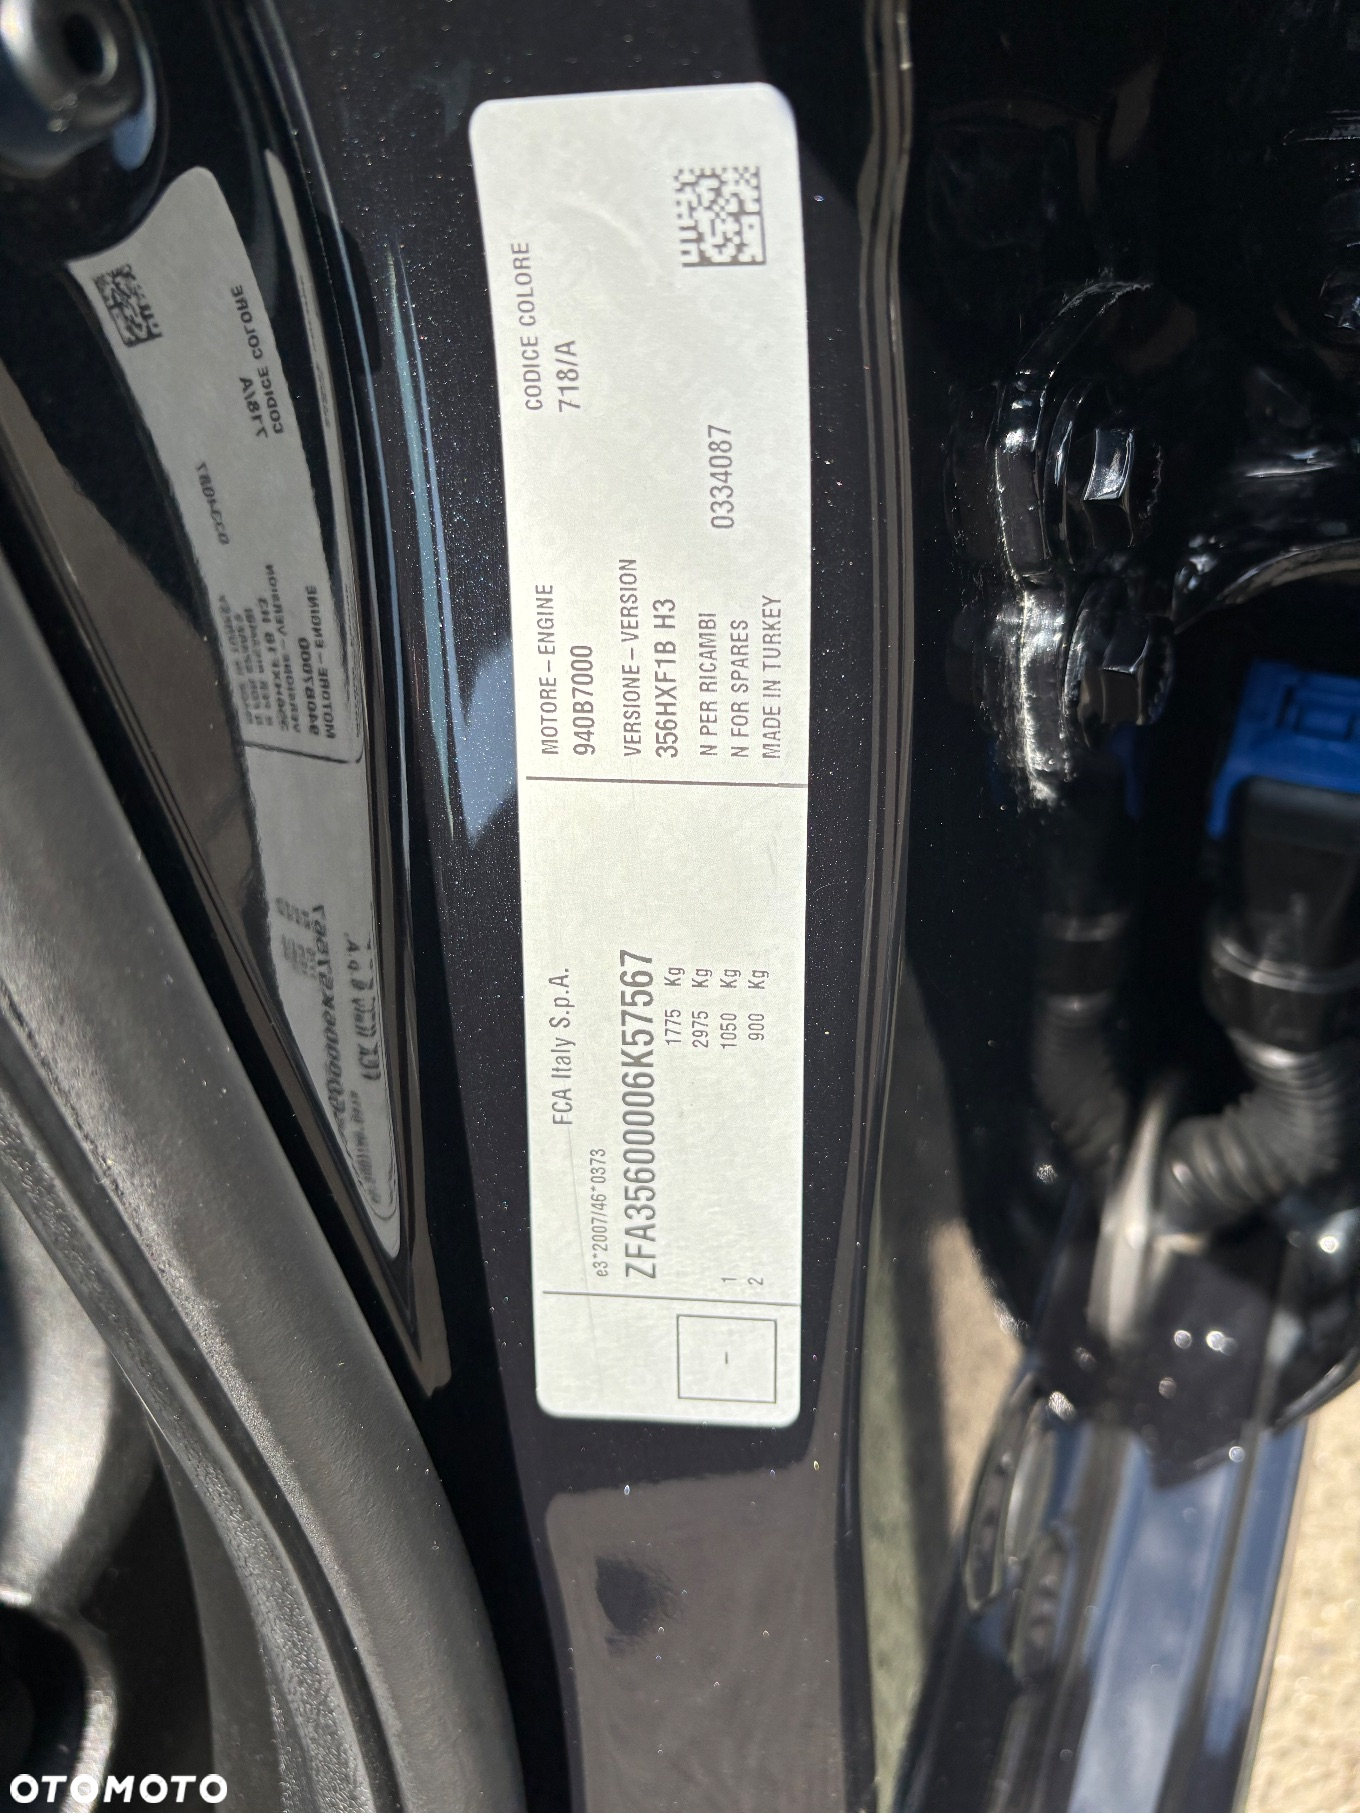 FCA Italy S.p.A.
e3*2007/46*0373
ZFA3560006K57567
1775 Kg
2975 Kg
1 1050 Kg
2 900 Kg
-
MOTORE - ENGINE
940B7000
VERSIONE - VERSION
356HXF1B H3
N PER RICAMBI
N FOR SPARES 0334087
MADE IN TURKEY
CODICE COLORE
718/A
OTOMOTO